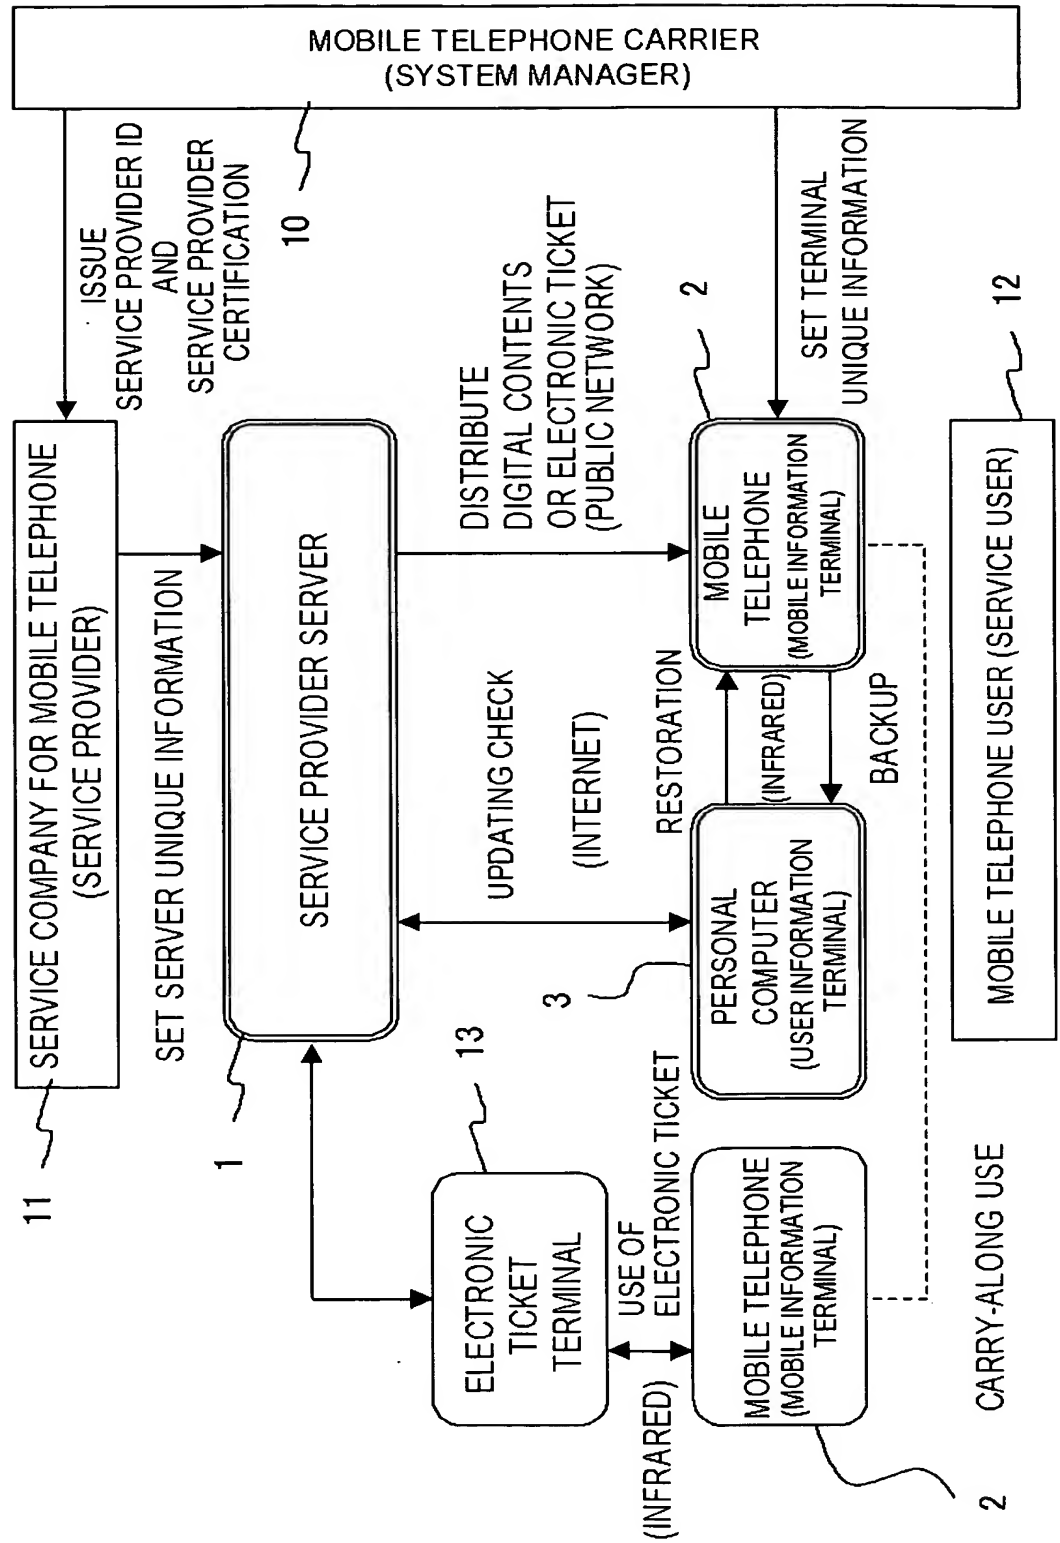 MOBILE TELEPHONE CARRIER
(SYSTEM MANAGER)
10
ISSUE
SERVICE PROVIDER ID
AND
SERVICE PROVIDER
CERTIFICATION
SET TERMINAL
UNIQUE INFORMATION
11
SERVICE COMPANY FOR MOBILE TELEPHONE
(SERVICE PROVIDER)
SET SERVER UNIQUE INFORMATION
1
SERVICE PROVIDER SERVER
DISTRIBUTE
DIGITAL CONTENTS
OR ELECTRONIC TICKET
(PUBLIC NETWORK)
UPDATING CHECK
(INTERNET)
13
ELECTRONIC
TICKET
TERMINAL
USE OF
ELECTRONIC TICKET
(INFRARED)
MOBILE TELEPHONE
(MOBILE INFORMATION
TERMINAL)
2
3
PERSONAL
COMPUTER
(USER INFORMATION
TERMINAL)
RESTORATION
(INFRARED)
BACKUP
2
MOBILE
TELEPHONE
(MOBILE INFORMATION
TERMINAL)
12
MOBILE TELEPHONE USER (SERVICE USER)
CARRY-ALONG USE